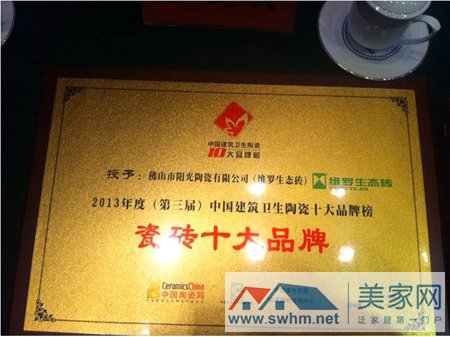 中国建筑卫生陶瓷
10大品牌榜
授予：佛山市阳光陶瓷有限公司（维罗生态砖） 维罗生态砖
2013年度（第三届）中国建筑卫生陶瓷十大品牌榜
瓷砖十大品牌
CeramicsChina
中国陶瓷网
美家网
www.swhm.net
泛家居第一门户